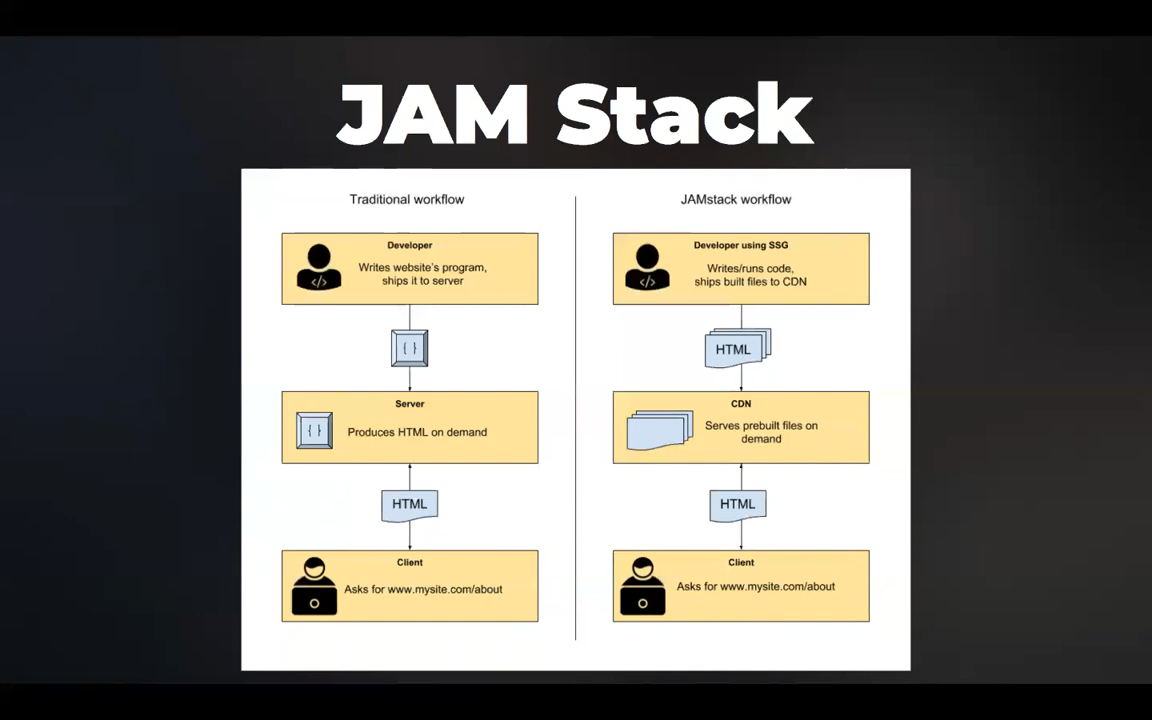 JAM Stack
Traditional workflow
Developer
Writes website's program,
ships it to server
</>
{ }
Server
{ }
Produces HTML on demand
HTML
Client
Asks for www.mysite.com/about
JAMstack workflow
Developer using SSG
Writes/runs code,
ships built files to CDN
</>
HTML
CDN
Serves prebuilt files on
demand
HTML
Client
Asks for www.mysite.com/about